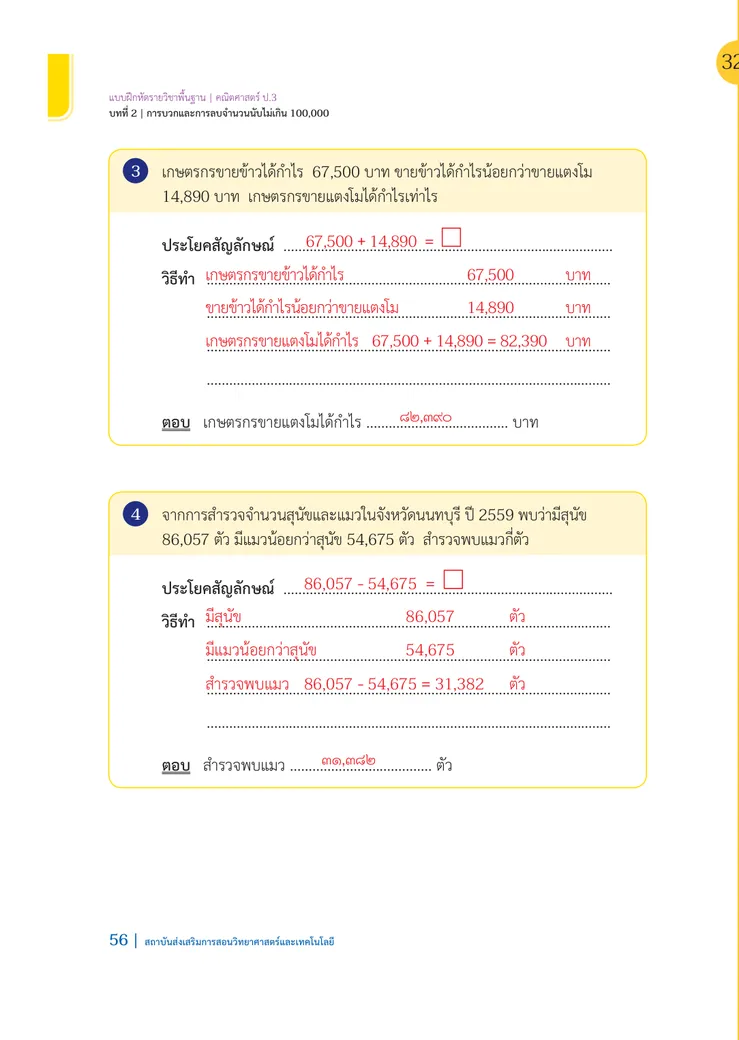 32
แบบฝึกหัดรายวิชาพื้นฐาน | คณิตศาสตร์ ป.3
บทที่ 2 | การบวกและการลบจำนวนนับไม่เกิน 100,000
3 เกษตรกรขายข้าวได้กำไร 67,500 บาท ขายข้าวได้กำไรน้อยกว่าขายแตงโม
14,890 บาท เกษตรกรขายแตงโมได้กำไรเท่าไร
ประโยคสัญลักษณ์ 67,500 + 14,890 = □
วิธีทำ เกษตรกรขายข้าวได้กำไร 67,500 บาท
ขายข้าวได้กำไรน้อยกว่าขายแตงโม 14,890 บาท
เกษตรกรขายแตงโมได้กำไร 67,500 + 14,890 = 82,390 บาท
ตอบ เกษตรกรขายแตงโมได้กำไร ๘๒,๓๙๐ บาท
4 จากการสำรวจจำนวนสุนัขและแมวในจังหวัดนนทบุรี ปี 2559 พบว่ามีสุนัข
86,057 ตัว มีแมวน้อยกว่าสุนัข 54,675 ตัว สำรวจพบแมวกี่ตัว
ประโยคสัญลักษณ์ 86,057 - 54,675 = □
วิธีทำ มีสุนัข 86,057 ตัว
มีแมวน้อยกว่าสุนัข 54,675 ตัว
สำรวจพบแมว 86,057 - 54,675 = 31,382 ตัว
ตอบ สำรวจพบแมว ๓๑,๓๘๒ ตัว
56 | สถาบันส่งเสริมการสอนวิทยาศาสตร์และเทคโนโลยี